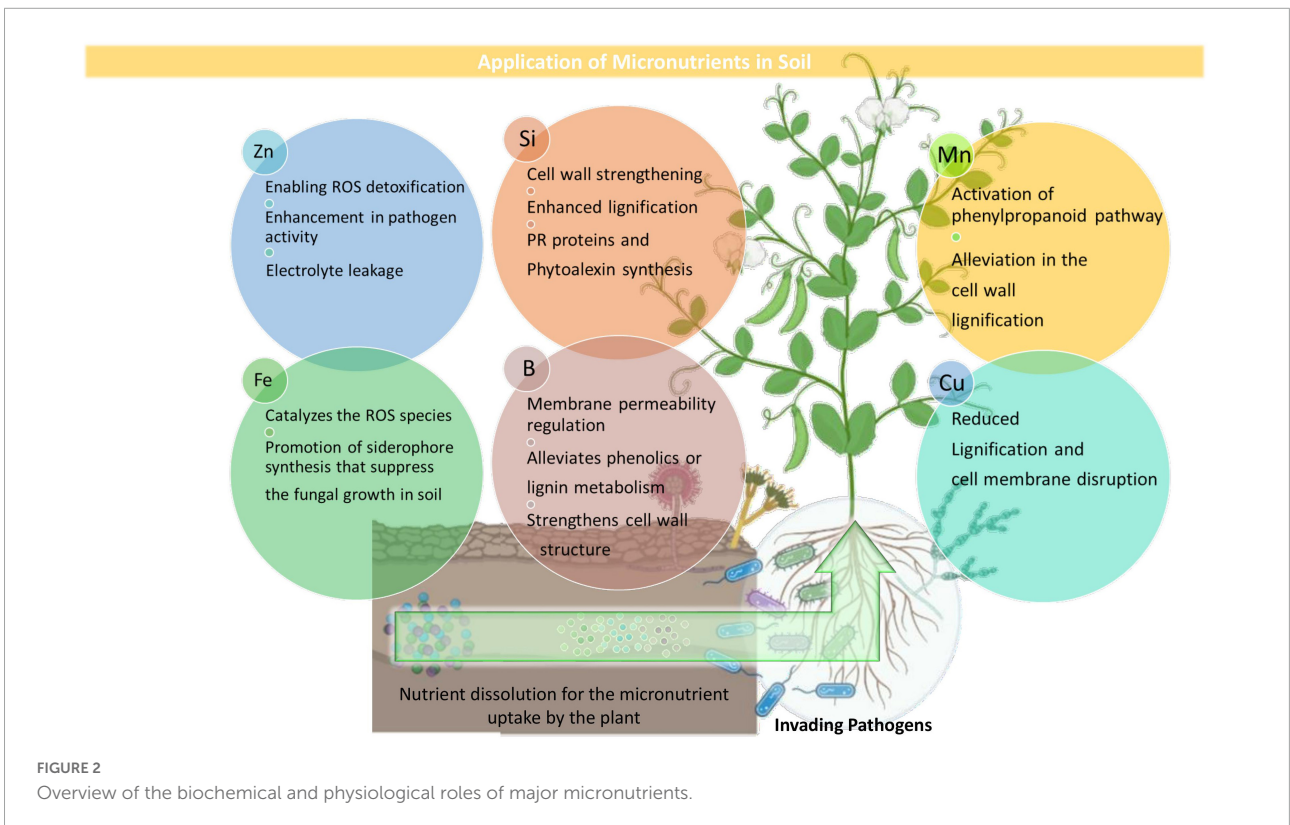 Application of Micronutrients in Soil
Zn
Enabling ROS detoxification
Enhancement in pathogen
activity
Electrolyte leakage
Si
Cell wall strengthening
Enhanced lignification
PR proteins and
Phytoalexin synthesis
Mn
Activation of
phenylpropanoid pathway
Alleviation in the
cell wall
lignification
Fe
Catalyzes the ROS species
Promotion of siderophore
synthesis that suppress
the fungal growth in soil
B
Membrane permeability
regulation
Alleviates phenolics or
lignin metabolism
Strengthens cell wall
structure
Cu
Reduced
Lignification and
cell membrane disruption
Nutrient dissolution for the micronutrient
uptake by the plant
Invading Pathogens
FIGURE 2
Overview of the biochemical and physiological roles of major micronutrients.